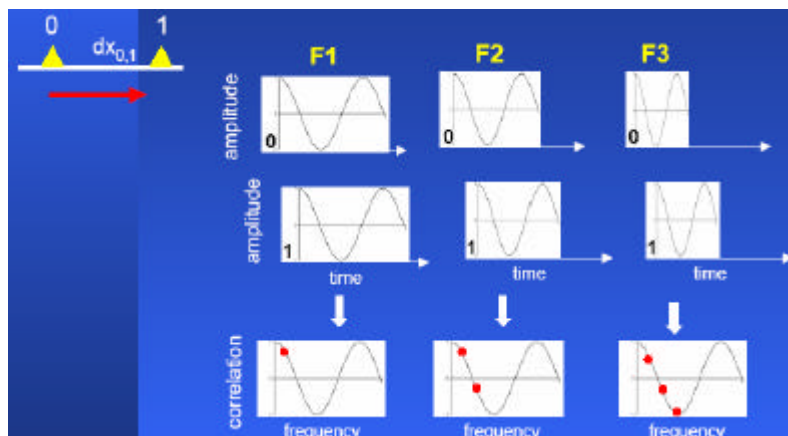 0 1
dx0,1
F1 F2 F3
amplitude
0 0 0
amplitude
1 1 1
time time time
correlation
frequency frequency frequency